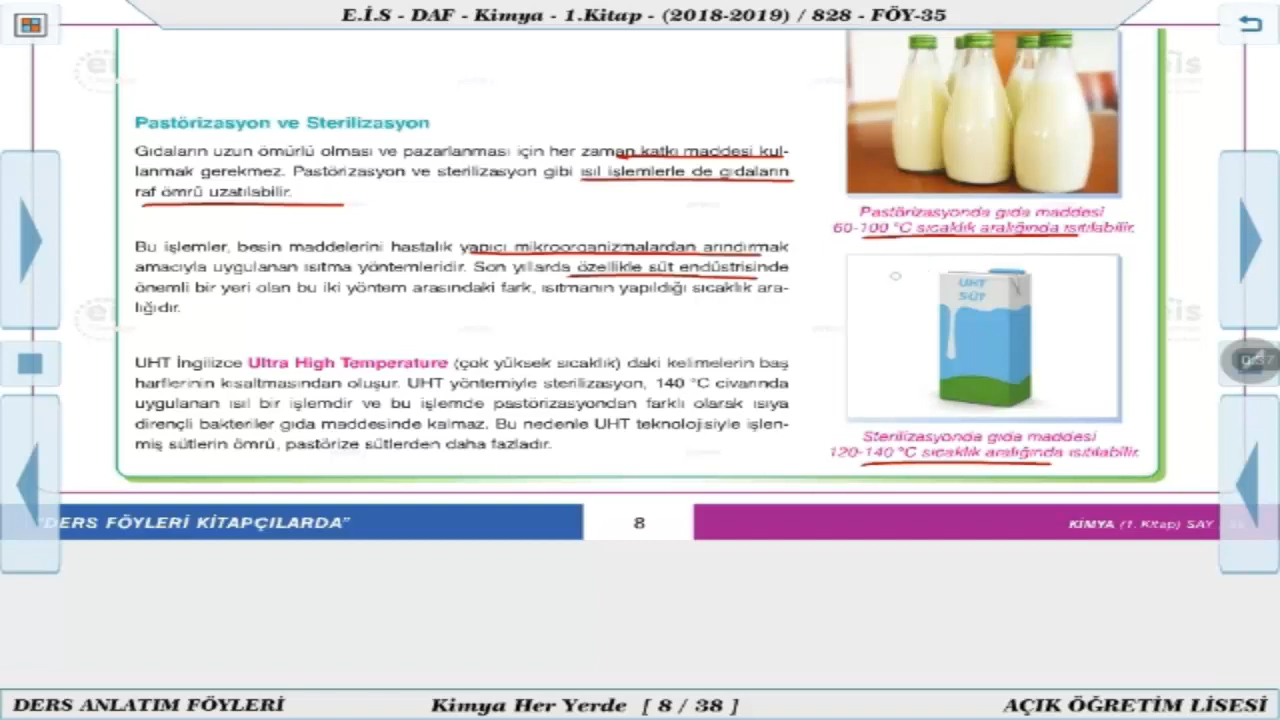 E.İ.S - DAF - Kimya - 1.Kitap - (2018-2019) / 828 - FÖY-35
Pastörizasyon ve Sterilizasyon
Gıdaların uzun ömürlü olması ve pazarlanması için her zaman katkı maddesi kul-
lanmak gerekmez. Pastörizasyon ve sterilizasyon gibi ısıl işlemlerle de gıdaların
raf ömrü uzatılabilir.
Bu işlemler, besin maddelerini hastalık yapıcı mikroorganizmalardan arındırmak
amacıyla uygulanan ısıtma yöntemleridir. Son yıllarda özellikle süt endüstrisinde
önemli bir yeri olan bu iki yöntem arasındaki fark, ısıtmanın yapıldığı sıcaklık ara-
lığıdır.
UHT İngilizce Ultra High Temperature (çok yüksek sıcaklık) daki kelimelerin baş
harflerinin kısaltmasından oluşur. UHT yöntemiyle sterilizasyon, 140 °C civarında
uygulanan ısıl bir işlemdir ve bu işlemde pastörizasyondan farklı olarak ısıya
dirençli bakteriler gıda maddesinde kalmaz. Bu nedenle UHT teknolojisiyle işlen-
miş sütlerin ömrü, pastörize sütlerden daha fazladır.
Pastörizasyonda gıda maddesi
60-100 °C sıcaklık aralığında ısıtılabilir.
UHT
SÜT
Sterilizasyonda gıda maddesi
120-140 °C sıcaklık aralığında ısıtılabilir.
0:57
"DERS FÖYLERİ KİTAPÇILARDA"
8
KİMYA (1. Kitap) SAY
DERS ANLATIM FÖYLERİ
Kimya Her Yerde [ 8 / 38 ]
AÇIK ÖĞRETİM LİSESİ